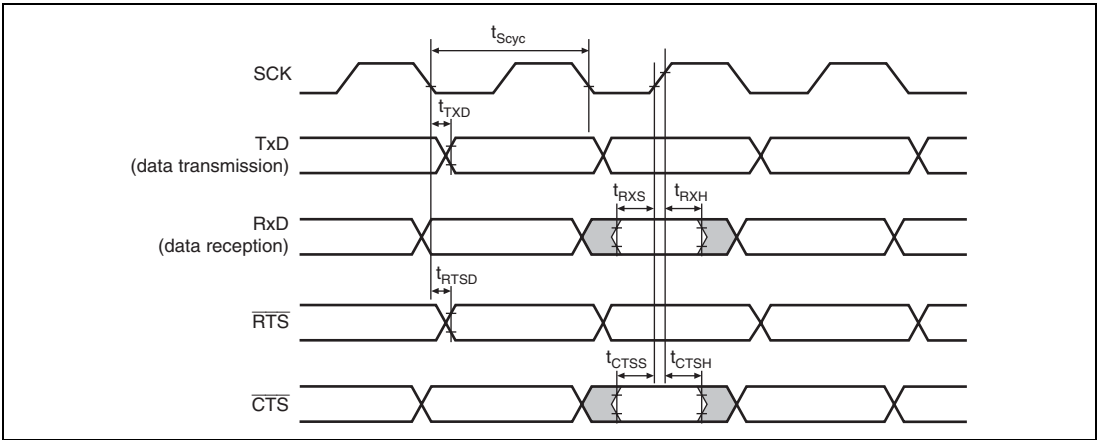 tScyc
SCK
tTXD
TxD
(data transmission)
tRXS tRXH
RxD
(data reception)
tRTSD
RTS
tCTSS tCTSH
CTS